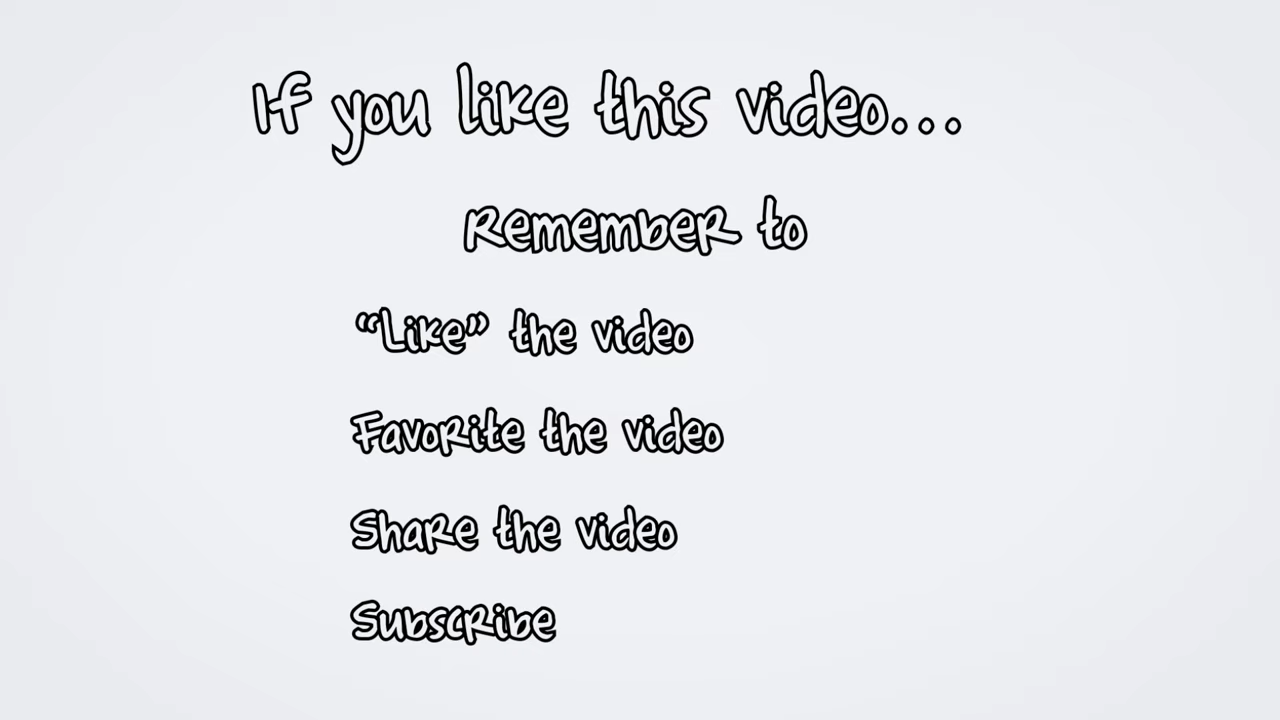 If you like this video...
Remember to
“Like” the video
Favorite the video
Share the video
Subscribe